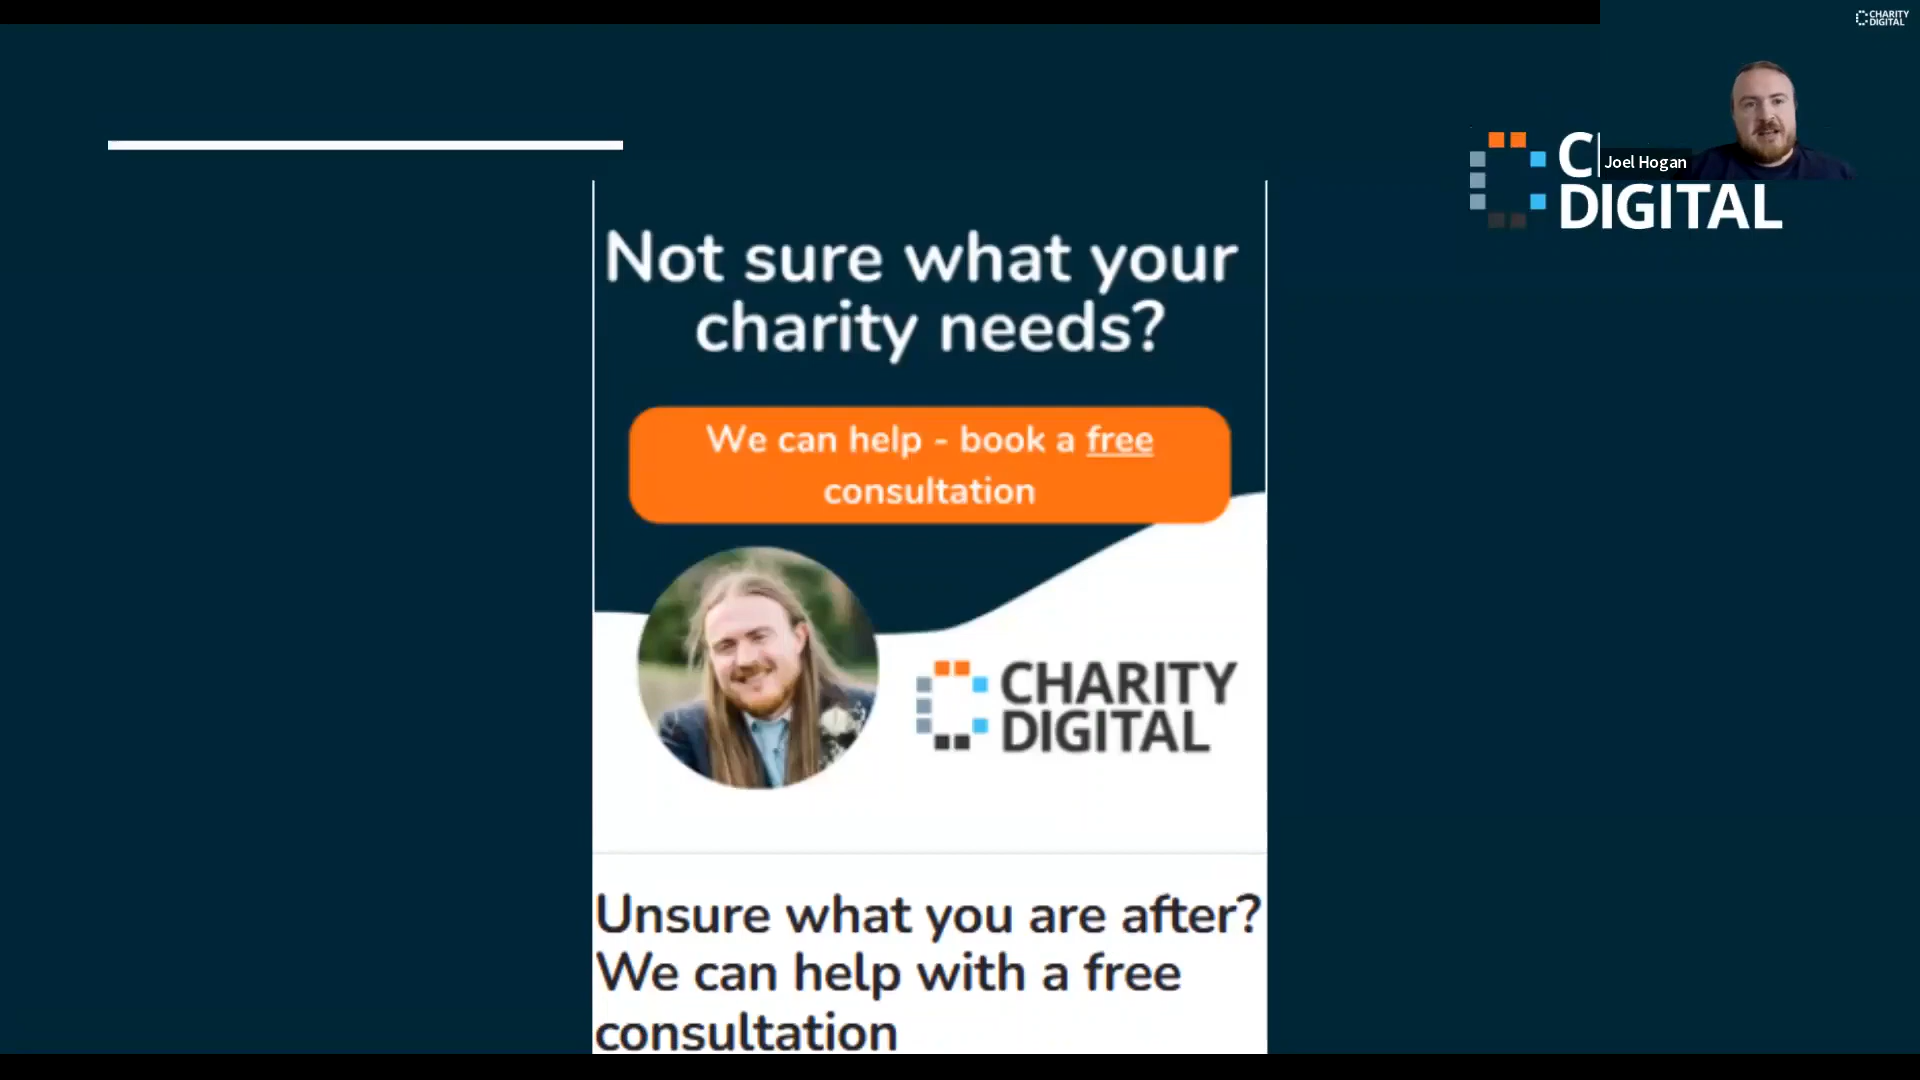 CHARITY
DIGITAL
C
DIGITAL
Joel Hogan
Not sure what your
charity needs?
We can help - book a free
consultation
CHARITY
DIGITAL
Unsure what you are after?
We can help with a free
consultation